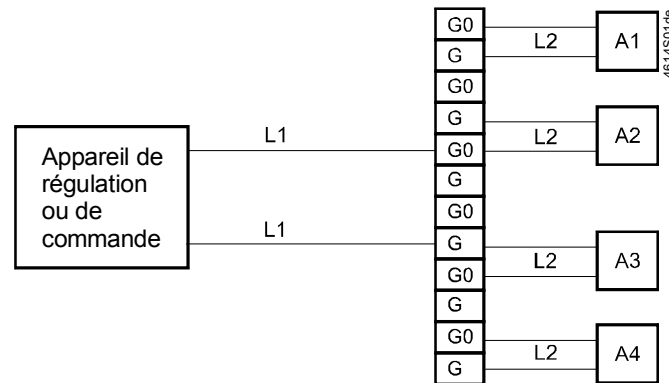 G0
L2
A1
G
G0
G
L2
A2
G0
G
G0
G
L2
A3
G0
G
G0
L2
A4
G
L1
L1
Appareil de
régulation
ou de
commande
4614S01de